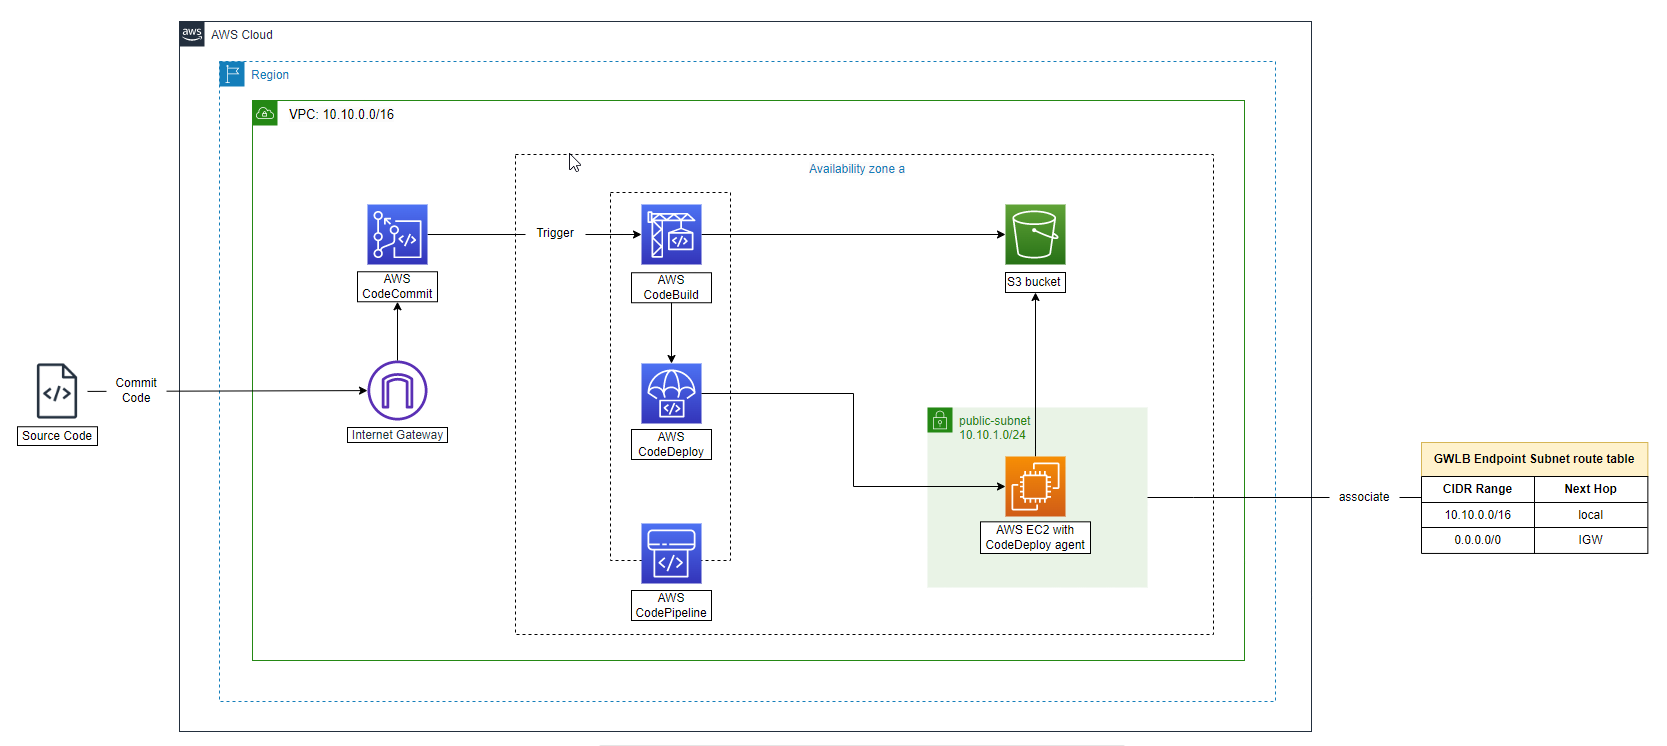 aws
AWS Cloud
Region
VPC: 10.10.0.0/16
Availability zone a
Trigger
AWS
CodeCommit
AWS
CodeBuild
S3 bucket
Commit
Code
Source Code
Internet Gateway
AWS
CodeDeploy
public-subnet
10.10.1.0/24
AWS EC2 with
CodeDeploy agent
AWS
CodePipeline
associate
GWLB Endpoint Subnet route table
CIDR Range Next Hop
10.10.0.0/16 local
0.0.0.0/0 IGW